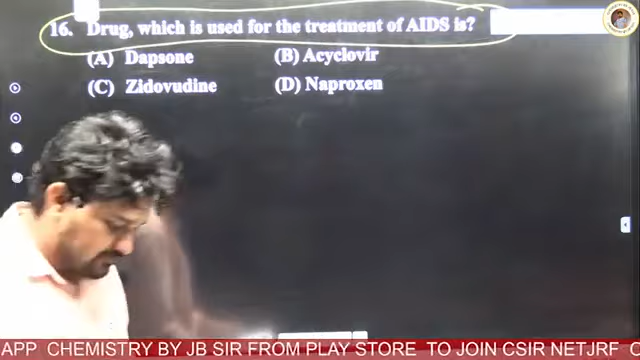 16. Drug, which is used for the treatment of AIDS is?
(A) Dapsone (B) Acyclovir
(C) Zidovudine (D) Naproxen
APP CHEMISTRY BY JB SIR FROM PLAY STORE TO JOIN CSIR NETJRF